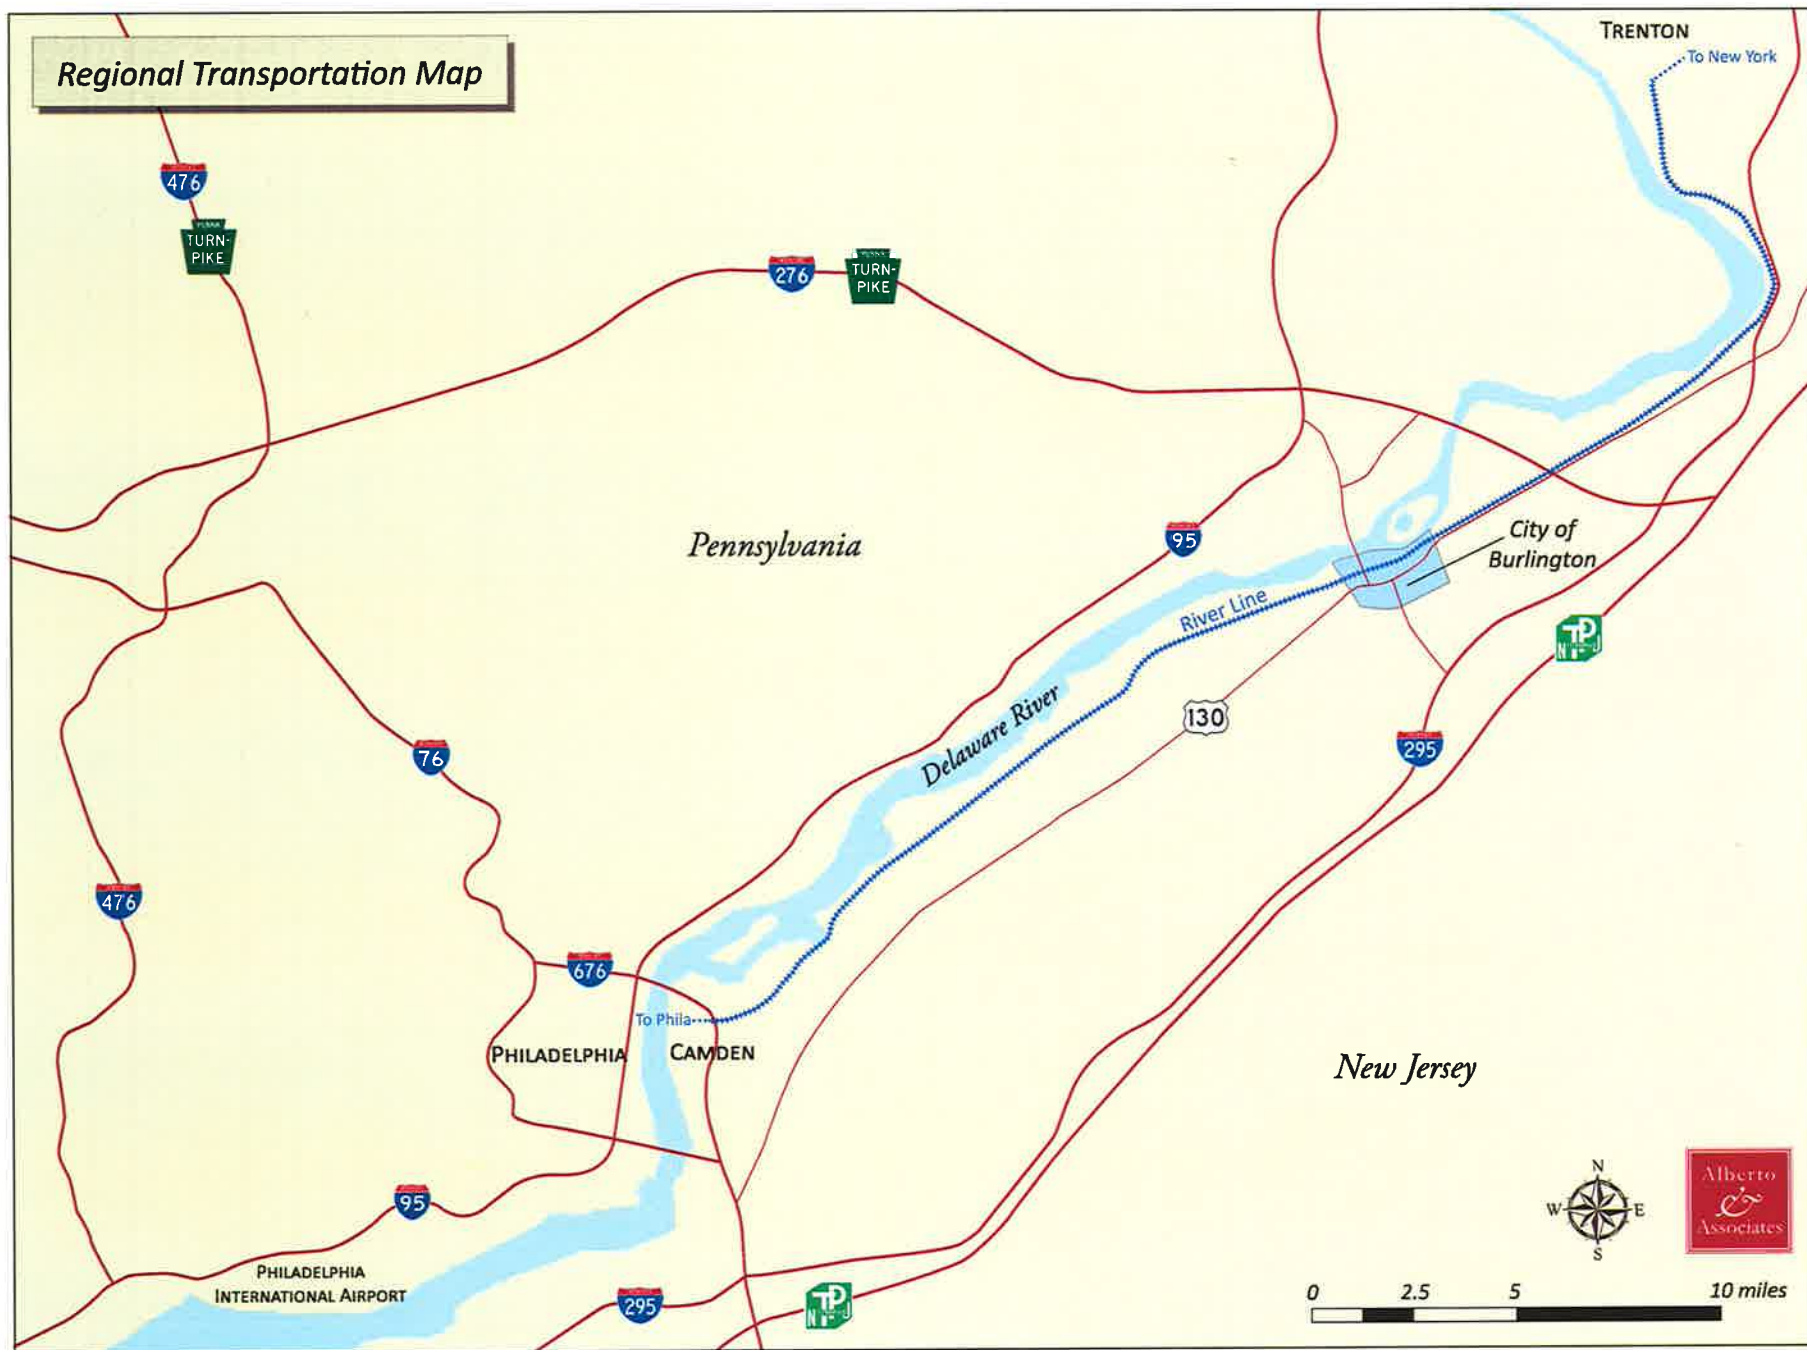 Regional Transportation Map
TRENTON
To New York
476
TURN-
PIKE
276
TURN-
PIKE
Pennsylvania
95
City of
Burlington
River Line
NTPJ
Delaware River
130
295
76
476
676
To Phila
PHILADELPHIA
CAMDEN
New Jersey
95
PHILADELPHIA
INTERNATIONAL AIRPORT
295
NTPJ
N
W E
S
Alberto
&
Associates
0 2.5 5 10 miles